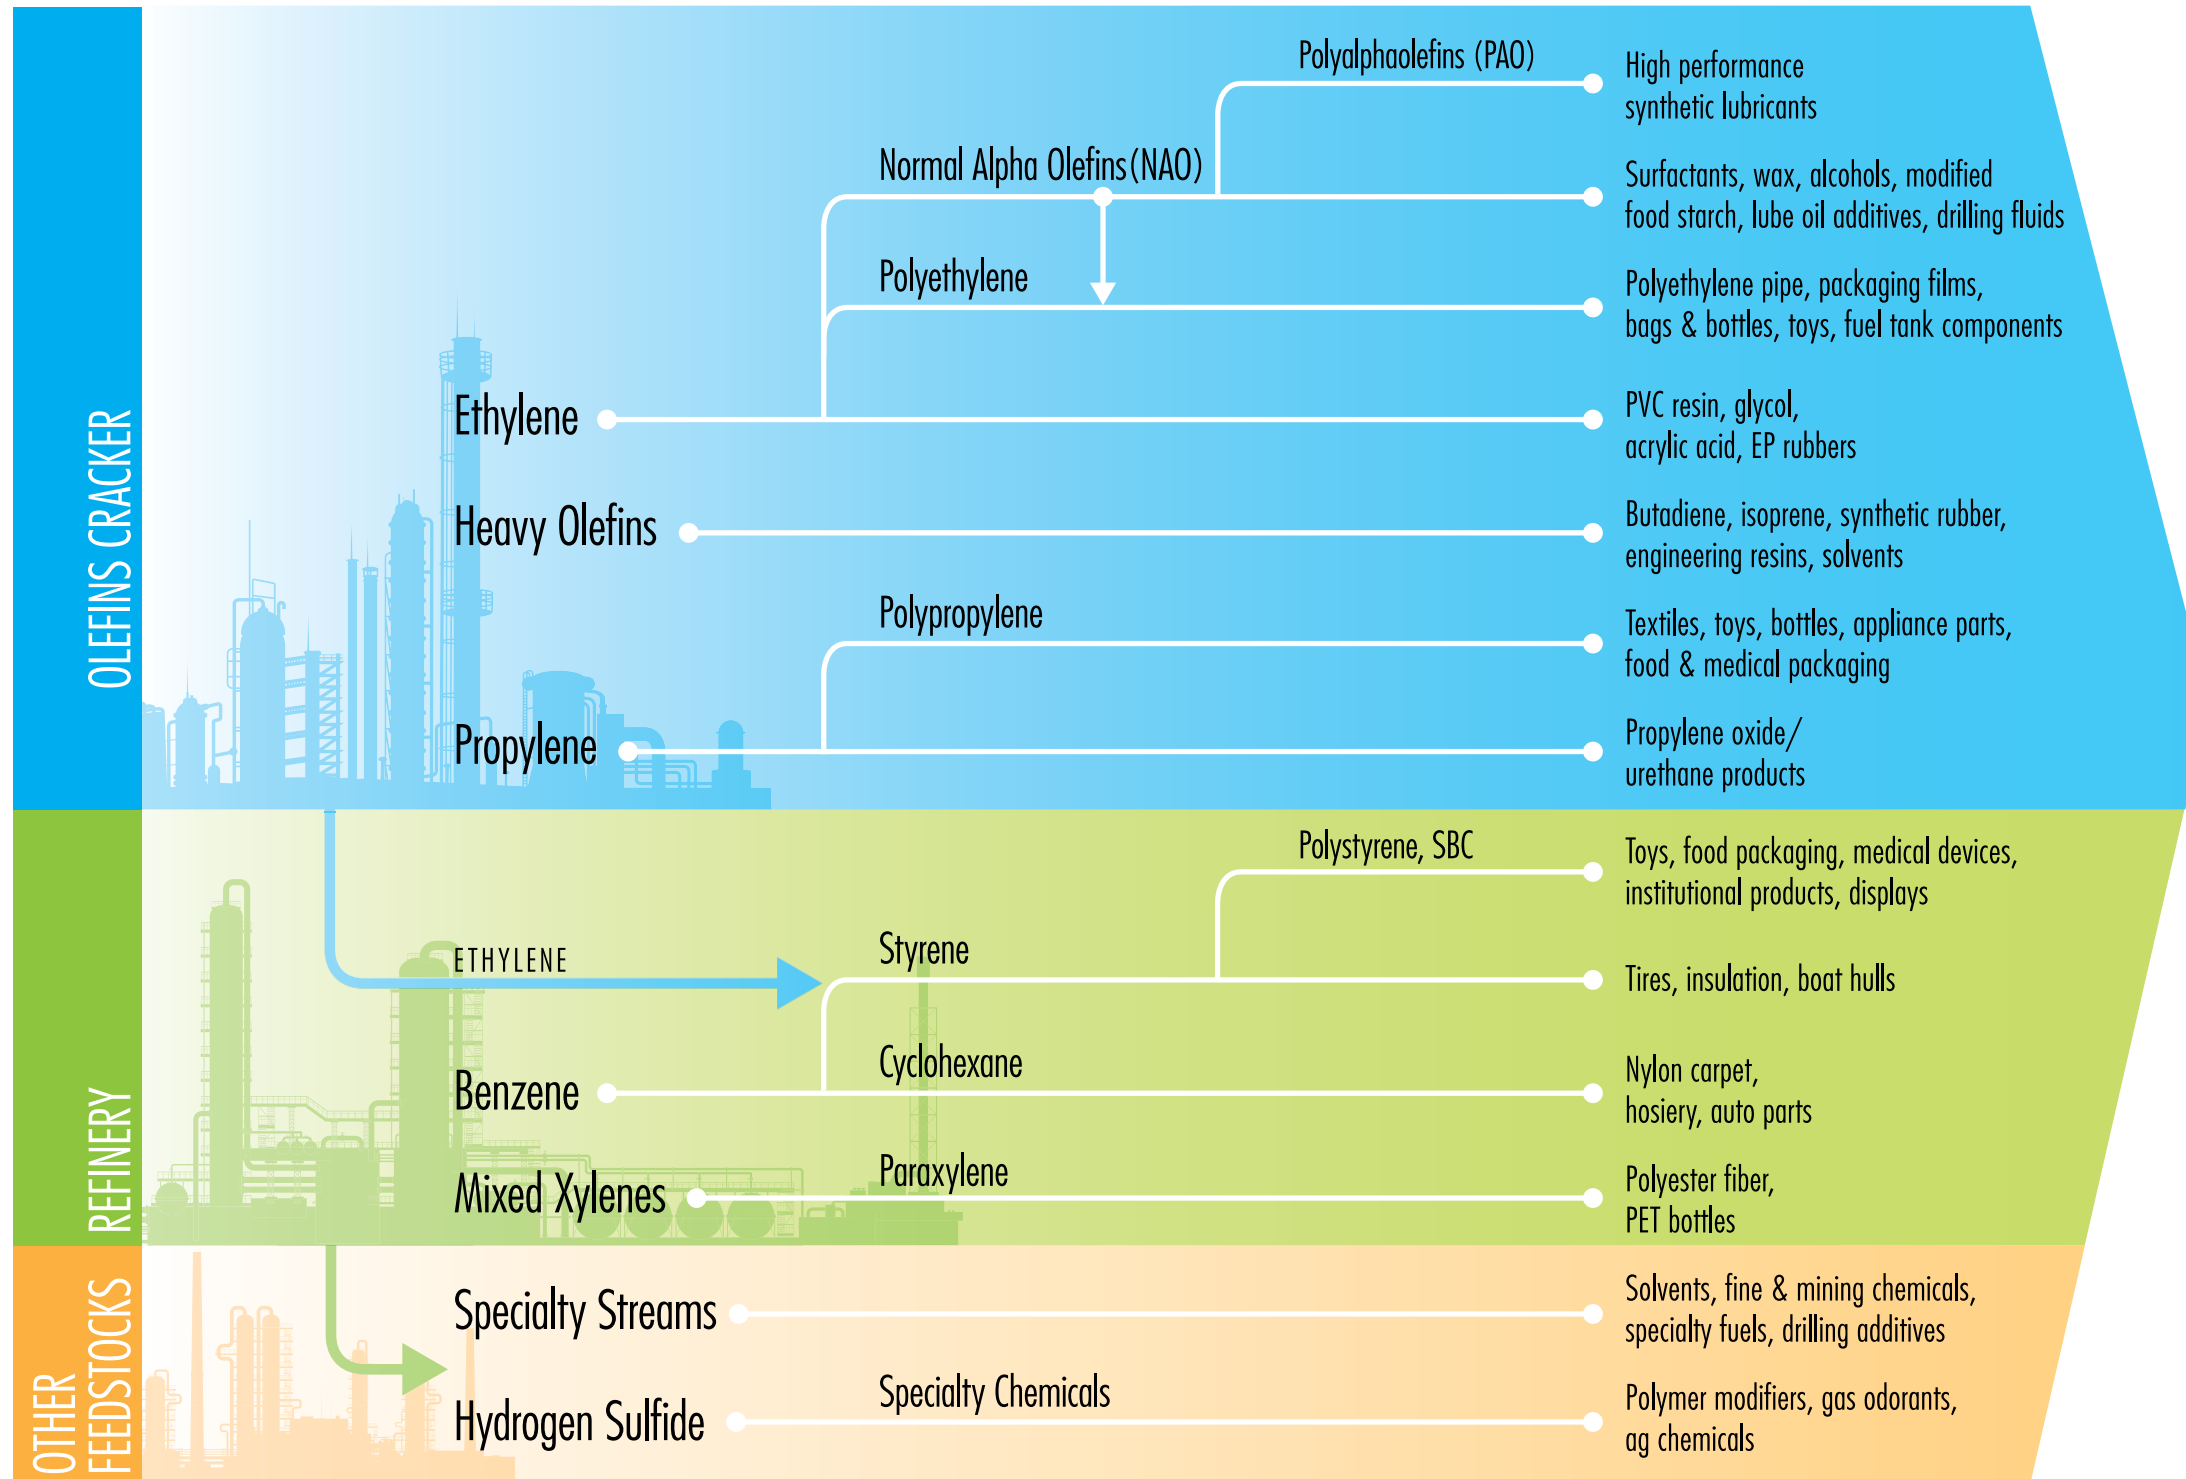 OLEFINS CRACKER
Polyalphaolefins (PAO)
High performance
synthetic lubricants
Normal Alpha Olefins(NAO)
Surfactants, wax, alcohols, modified
food starch, lube oil additives, drilling fluids
Polyethylene
Polyethylene pipe, packaging films,
bags & bottles, toys, fuel tank components
Ethylene
PVC resin, glycol,
acrylic acid, EP rubbers
Heavy Olefins
Butadiene, isoprene, synthetic rubber,
engineering resins, solvents
Polypropylene
Textiles, toys, bottles, appliance parts,
food & medical packaging
Propylene
Propylene oxide/
urethane products
REFINERY
Polystyrene, SBC
Toys, food packaging, medical devices,
institutional products, displays
ETHYLENE
Styrene
Tires, insulation, boat hulls
Benzene
Cyclohexane
Nylon carpet,
hosiery, auto parts
Mixed Xylenes
Paraxylene
Polyester fiber,
PET bottles
OTHER
FEEDSTOCKS
Specialty Streams
Solvents, fine & mining chemicals,
specialty fuels, drilling additives
Hydrogen Sulfide
Specialty Chemicals
Polymer modifiers, gas odorants,
ag chemicals